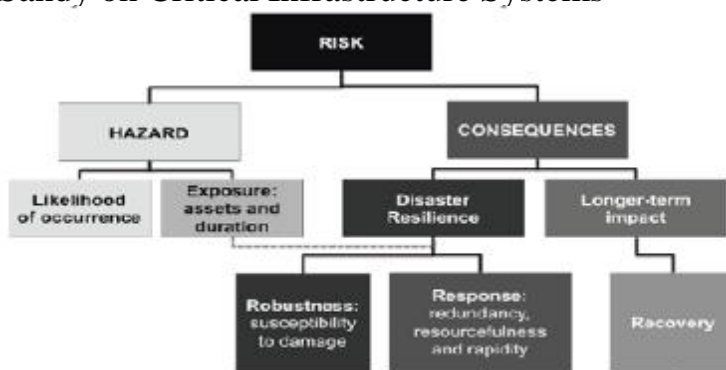 Sandy on Critical Infrastructure Systems
RISK
HAZARD
CONSEQUENCES
Likelihood
of occurrence
Exposure:
assets and
duration
Disaster
Resilience
Longer-term
impact
Robustness:
susceptibility
to damage
Response:
redundancy,
resourcefulness
and rapidity
Recovery